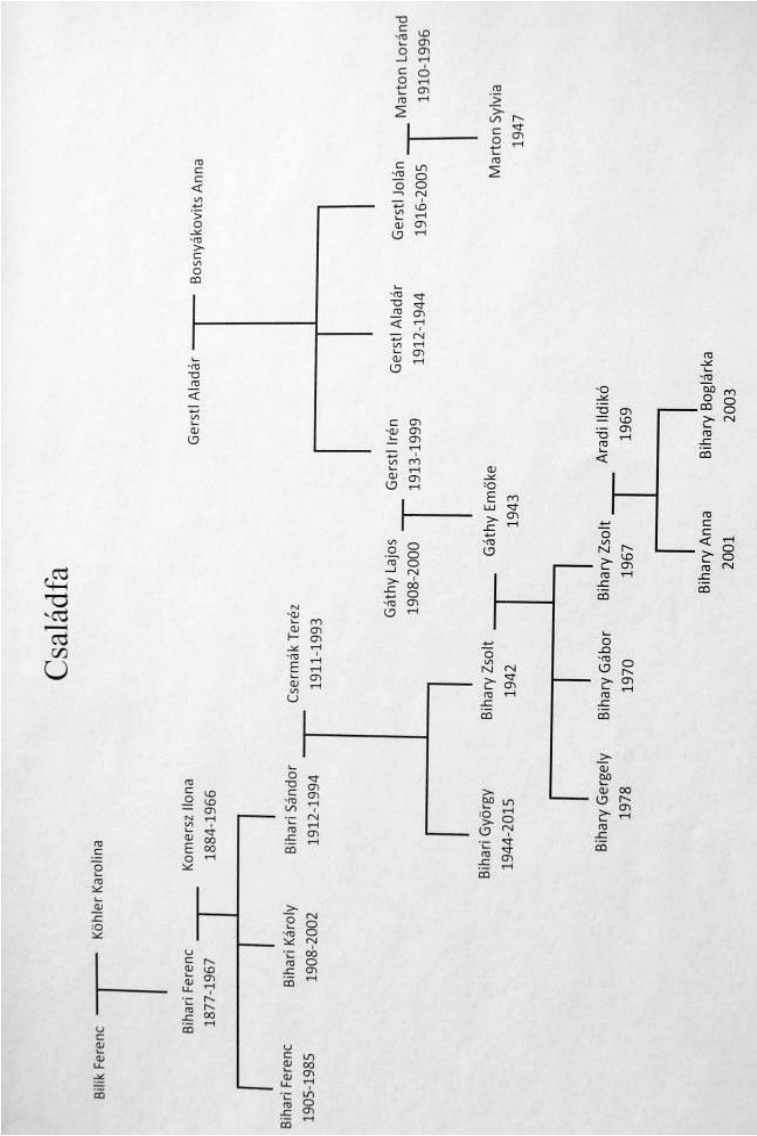 Családfa
Bilik Ferenc
Köhler Karolina
Bihari Ferenc
1877-1967
Komersz Ilona
1884-1966
Gerstl Aladár
Bosnyákovits Anna
Bihari Ferenc
1905-1985
Bihari Károly
1908-2002
Bihari Sándor
1912-1994
Csermák Teréz
1911-1993
Gáthy Lajos
1908-2000
Gerstl Irén
1913-1999
Gerstl Aladár
1912-1944
Gerstl Jolán
1916-2005
Marton Loránd
1910-1996
Bihari György
1944-2015
Bihary Zsolt
1942
Gáthy Emőke
1943
Marton Sylvia
1947
Bihary Gergely
1978
Bihary Gábor
1970
Bihary Zsolt
1967
Aradi Ildikó
1969
Bihary Anna
2001
Bihary Boglárka
2003